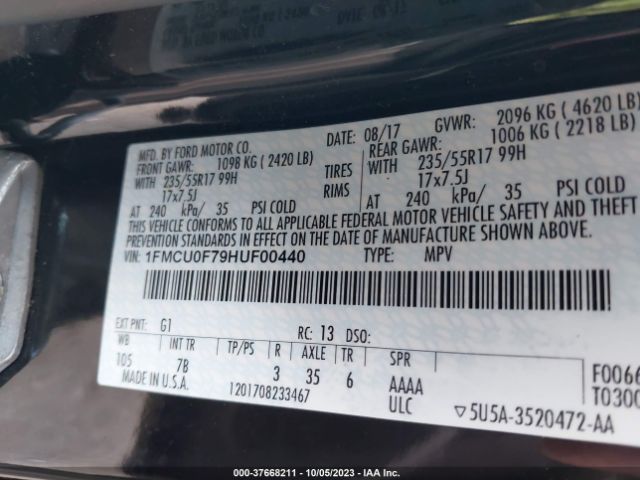 MFD. BY FORD MOTOR CO. DATE: 08/17 GVWR: 2096 KG ( 4620 LB)
FRONT GAWR: 1098 KG ( 2420 LB) REAR GAWR: 1006 KG ( 2218 LB)
WITH 235/55R17 99H TIRES WITH 235/55R17 99H
17x7.5J RIMS 17x7.5J
AT 240 kPa/ 35 PSI COLD AT 240 kPa/ 35 PSI COLD
THIS VEHICLE CONFORMS TO ALL APPLICABLE FEDERAL MOTOR VEHICLE SAFETY AND THEFT
PREVENTION STANDARDS IN EFFECT ON THE DATE OF MANUFACTURE SHOWN ABOVE.
VIN: 1FMCU0F79HUF00440 TYPE: MPV
EXT PNT: G1 RC: 13 DSO:
WB INT TR TP/PS R AXLE TR SPR
105 7B 3 35 6 AAAA
MADE IN U.S.A. 1201708233467 ULC ▽5U5A-3520472-AA
F0066
T0300
000-37668211 - 10/05/2023 - IAA Inc.